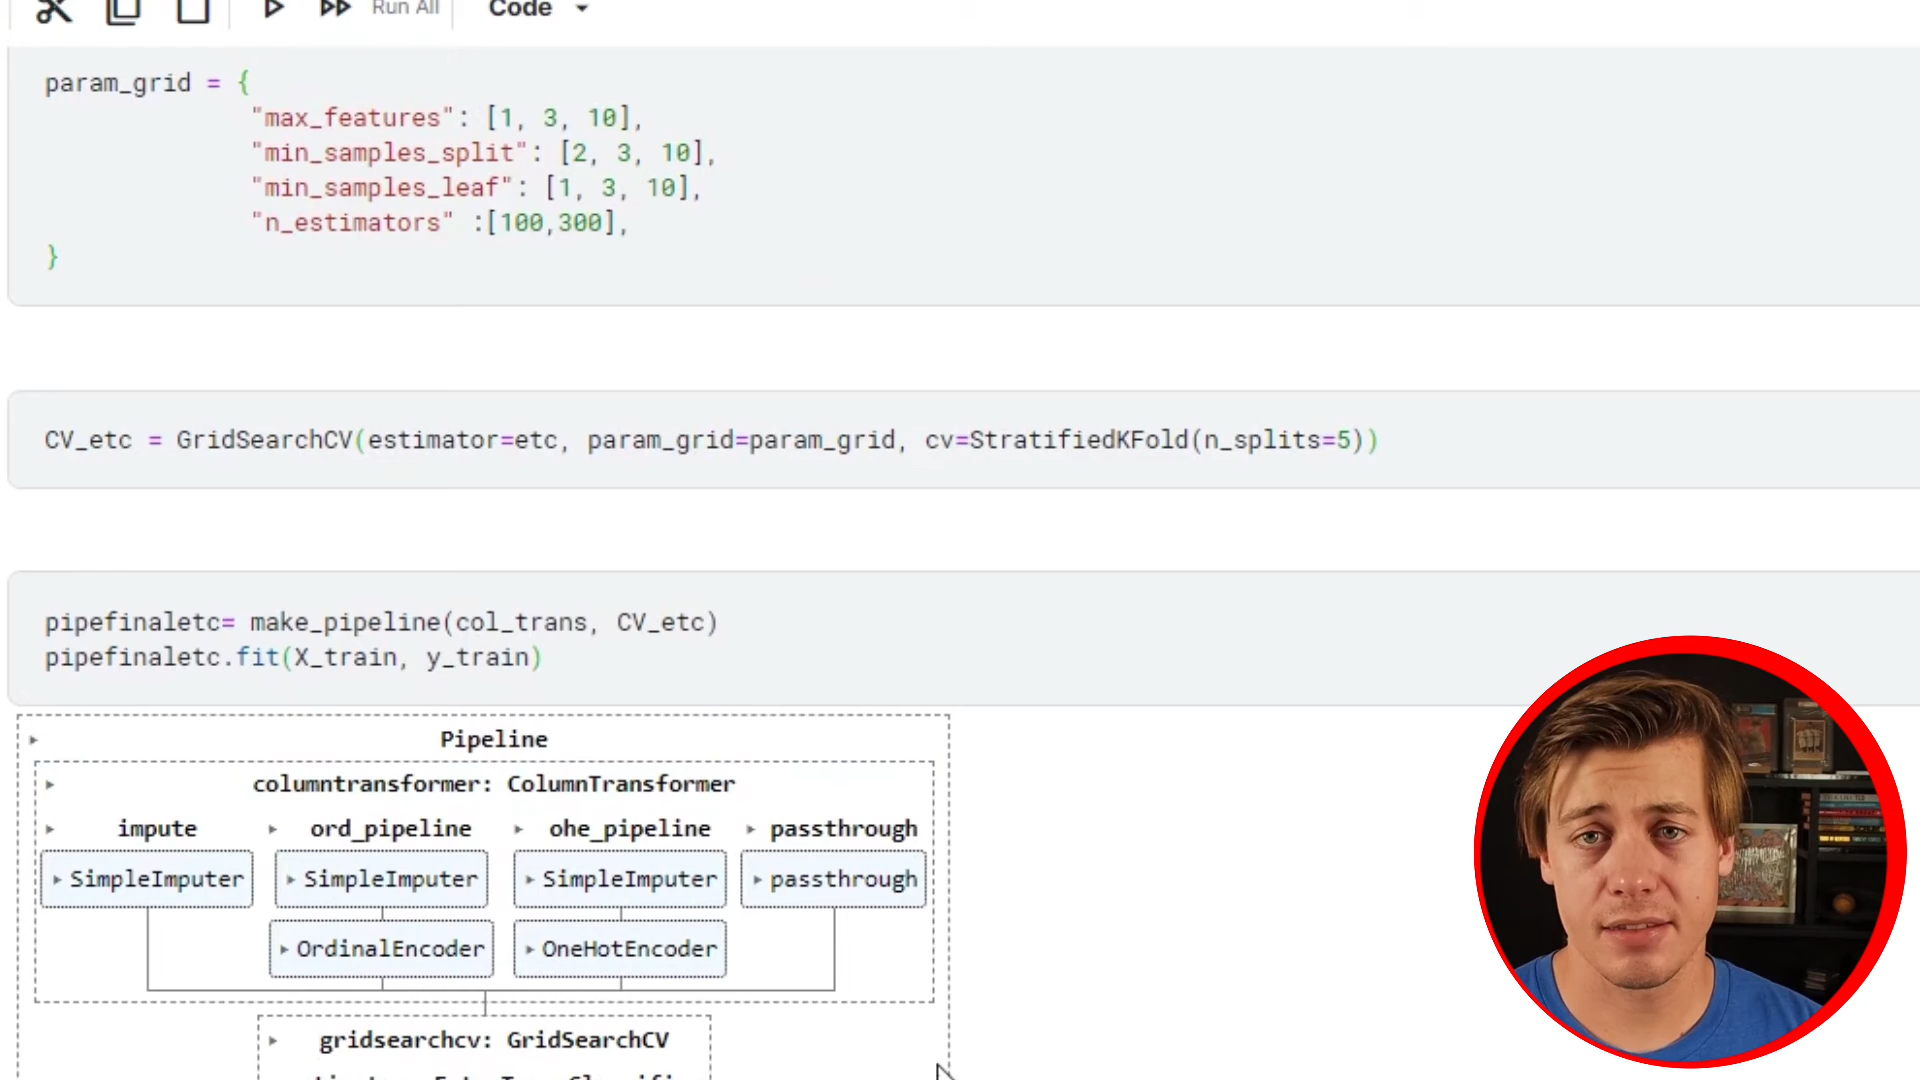 Run All
Code
param_grid = {
"max_features": [1, 3, 10],
"min_samples_split": [2, 3, 10],
"min_samples_leaf": [1, 3, 10],
"n_estimators" :[100,300],
}
CV_etc = GridSearchCV(estimator=etc, param_grid=param_grid, cv=StratifiedKFold(n_splits=5))
pipefinaletc= make_pipeline(col_trans, CV_etc)
pipefinaletc.fit(X_train, y_train)
Pipeline
columntransformer: ColumnTransformer
impute ord_pipeline ohe_pipeline passthrough
SimpleImputer SimpleImputer SimpleImputer passthrough
OrdinalEncoder OneHotEncoder
gridsearchcv: GridSearchCV